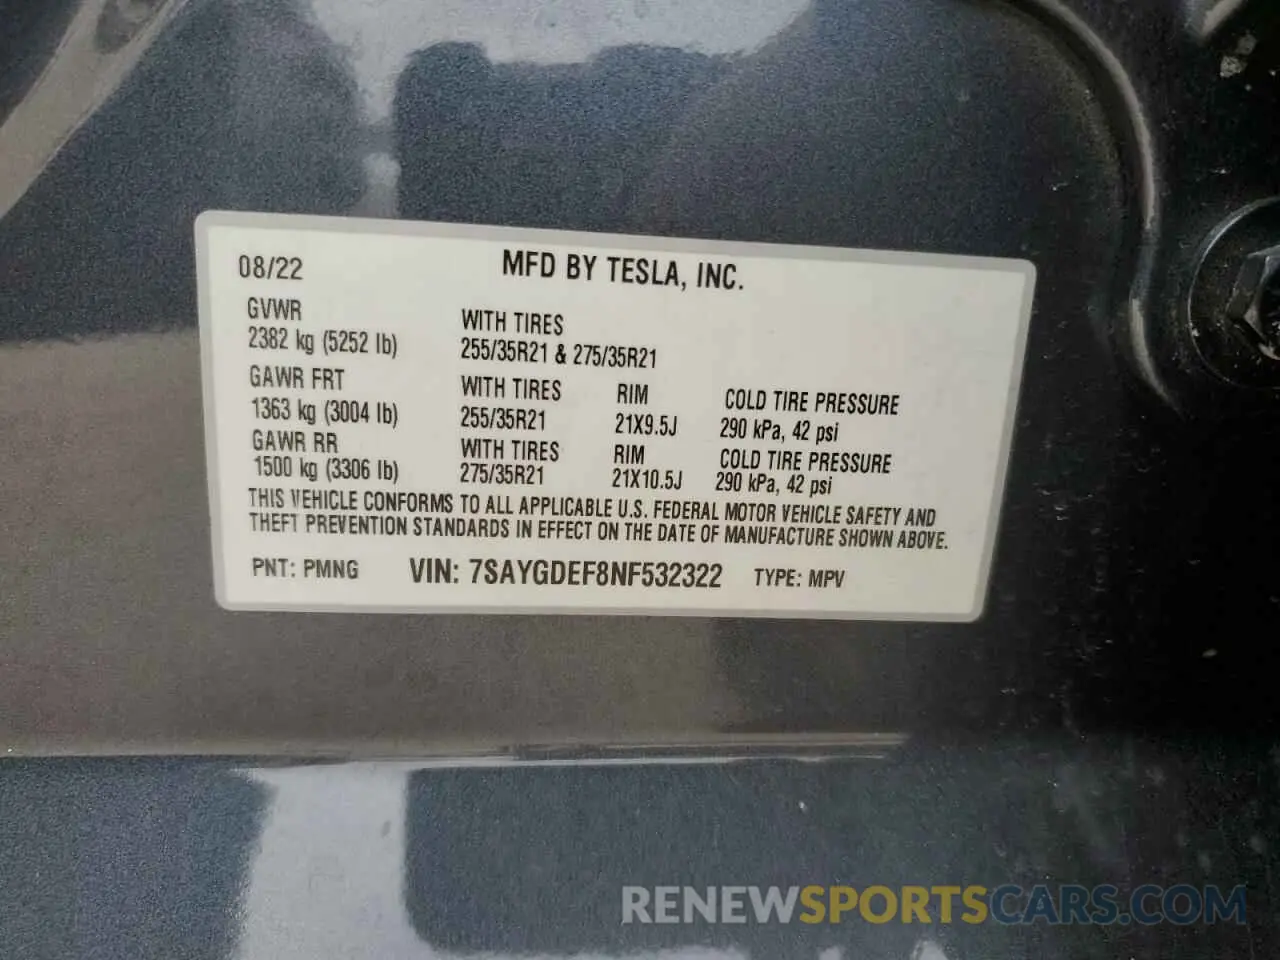 08/22 MFD BY TESLA, INC.
GVWR WITH TIRES
2382 kg (5252 lb) 255/35R21 & 275/35R21
GAWR FRT WITH TIRES RIM COLD TIRE PRESSURE
1363 kg (3004 lb) 255/35R21 21X9.5J 290 kPa, 42 psi
GAWR RR WITH TIRES RIM COLD TIRE PRESSURE
1500 kg (3306 lb) 275/35R21 21X10.5J 290 kPa, 42 psi
THIS VEHICLE CONFORMS TO ALL APPLICABLE U.S. FEDERAL MOTOR VEHICLE SAFETY AND
THEFT PREVENTION STANDARDS IN EFFECT ON THE DATE OF MANUFACTURE SHOWN ABOVE.
PNT: PMNG VIN: 7SAYGDEF8NF532322 TYPE: MPV
RENEWSPORTSCARS.COM